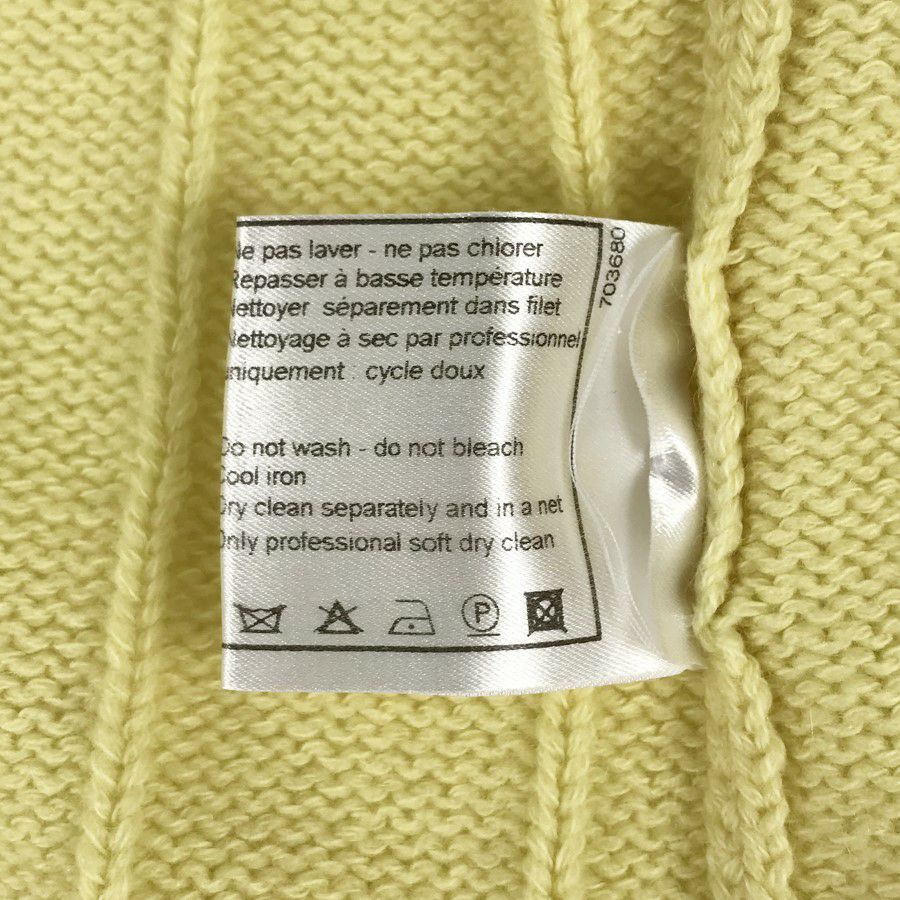 Ne pas laver - ne pas chlorer
Repasser à basse température
Nettoyer séparement dans filet
Nettoyage à sec par professionnel
uniquement : cycle doux
Do not wash - do not bleach
Cool iron
Dry clean separately and in a net
Only professional soft dry clean
P
703680